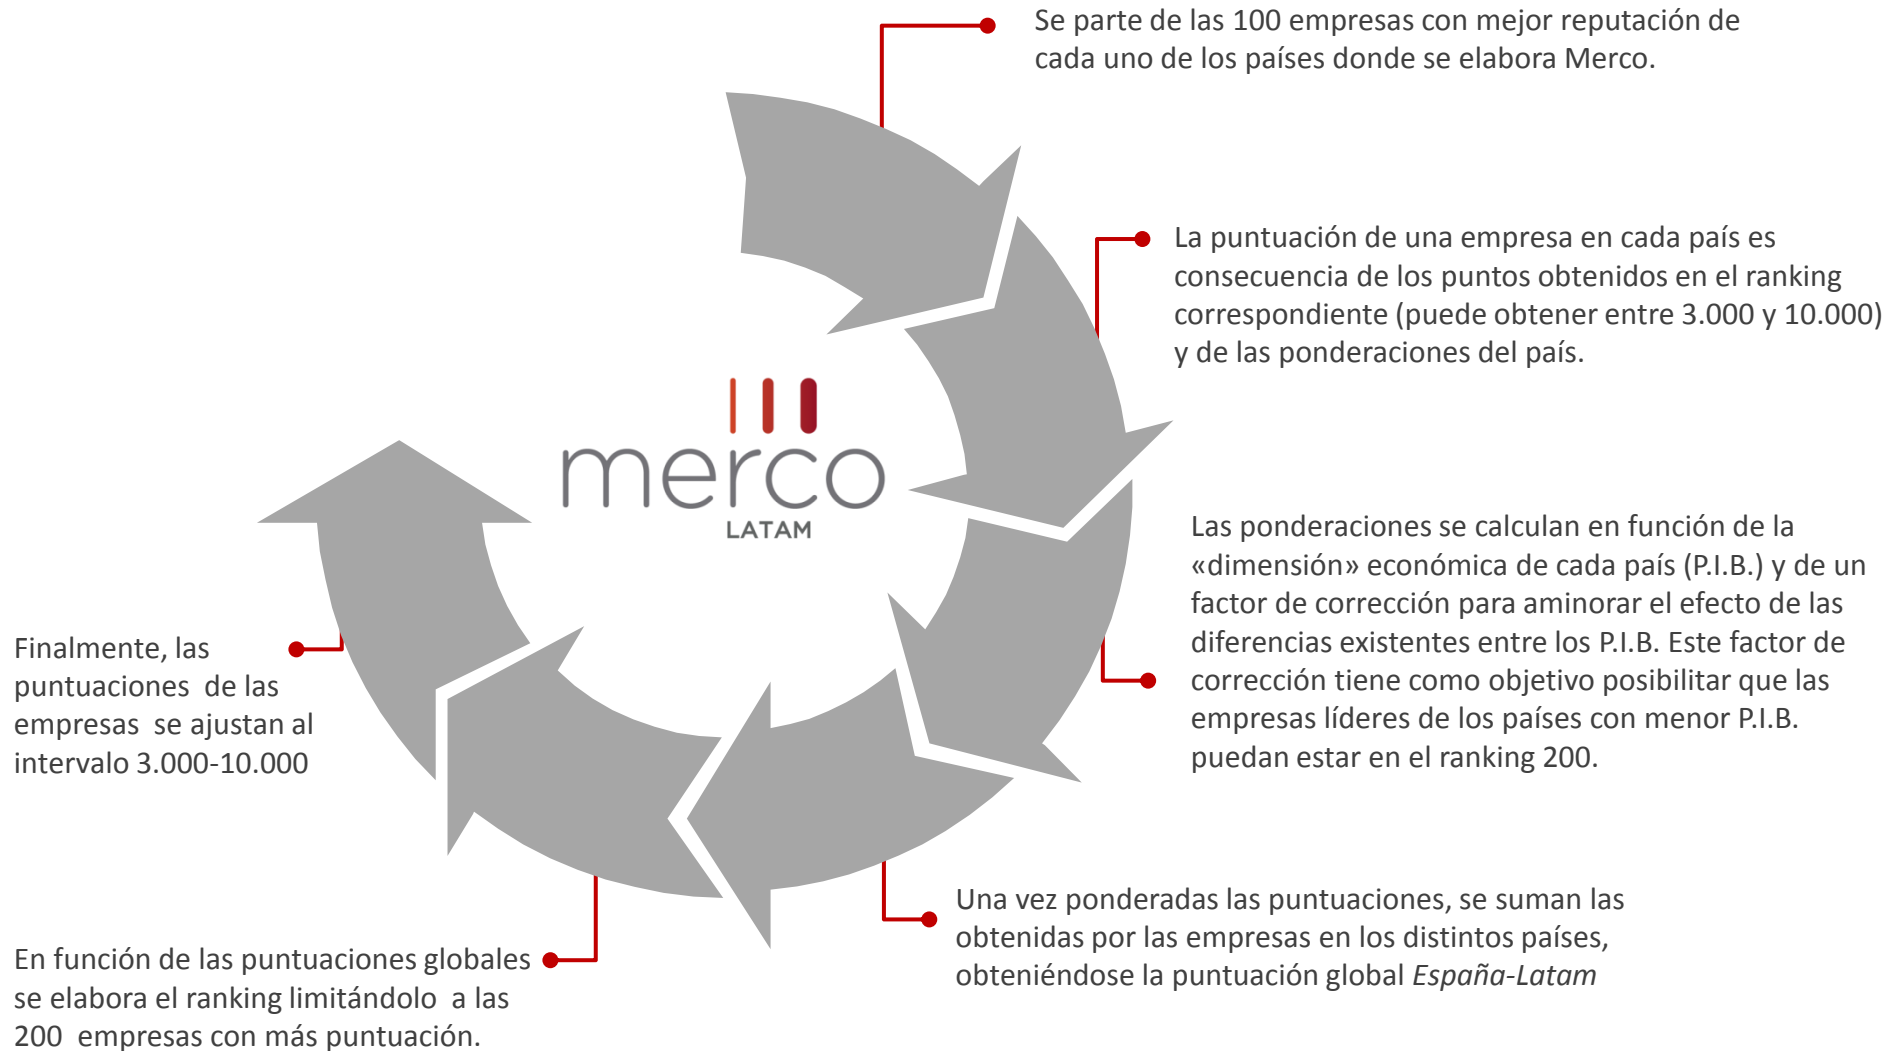 Se parte de las 100 empresas con mejor reputación de
cada uno de los países donde se elabora Merco.
La puntuación de una empresa en cada país es
consecuencia de los puntos obtenidos en el ranking
correspondiente (puede obtener entre 3.000 y 10.000)
y de las ponderaciones del país.
merco
LATAM
Las ponderaciones se calculan en función de la
«dimensión» económica de cada país (P.I.B.) y de un
factor de corrección para aminorar el efecto de las
diferencias existentes entre los P.I.B. Este factor de
corrección tiene como objetivo posibilitar que las
empresas líderes de los países con menor P.I.B.
puedan estar en el ranking 200.
Una vez ponderadas las puntuaciones, se suman las
obtenidas por las empresas en los distintos países,
obteniéndose la puntuación global España-Latam
En función de las puntuaciones globales
se elabora el ranking limitándolo a las
200 empresas con más puntuación.
Finalmente, las
puntuaciones de las
empresas se ajustan al
intervalo 3.000-10.000